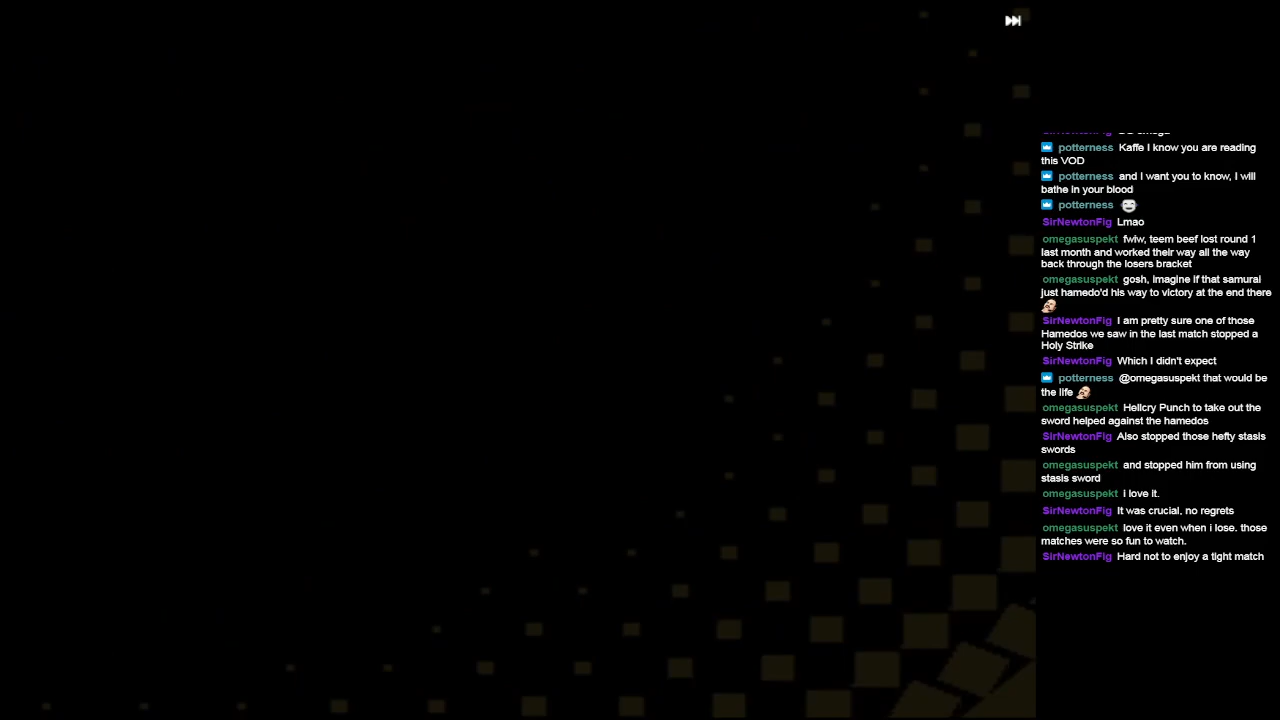 potterness Kaffe I know you are reading
this VOD
potterness and I want you to know, I will
bathe in your blood
potterness
SirNewtonFig Lmao
omegasuspekt fwiw, teem beef lost round 1
last month and worked their way all the way
back through the losers bracket
omegasuspekt gosh, imagine if that samurai
just hamedo'd his way to victory at the end there
SirNewtonFig I am pretty sure one of those
Hamedos we saw in the last match stopped a
Holy Strike
SirNewtonFig Which I didn't expect
potterness @omegasuspekt that would be
the life
omegasuspekt Hellcry Punch to take out the
sword helped against the hamedos
SirNewtonFig Also stopped those hefty stasis
swords
omegasuspekt and stopped him from using
stasis sword
omegasuspekt i love it.
SirNewtonFig It was crucial, no regrets
omegasuspekt love it even when i lose. those
matches were so fun to watch.
SirNewtonFig Hard not to enjoy a tight match